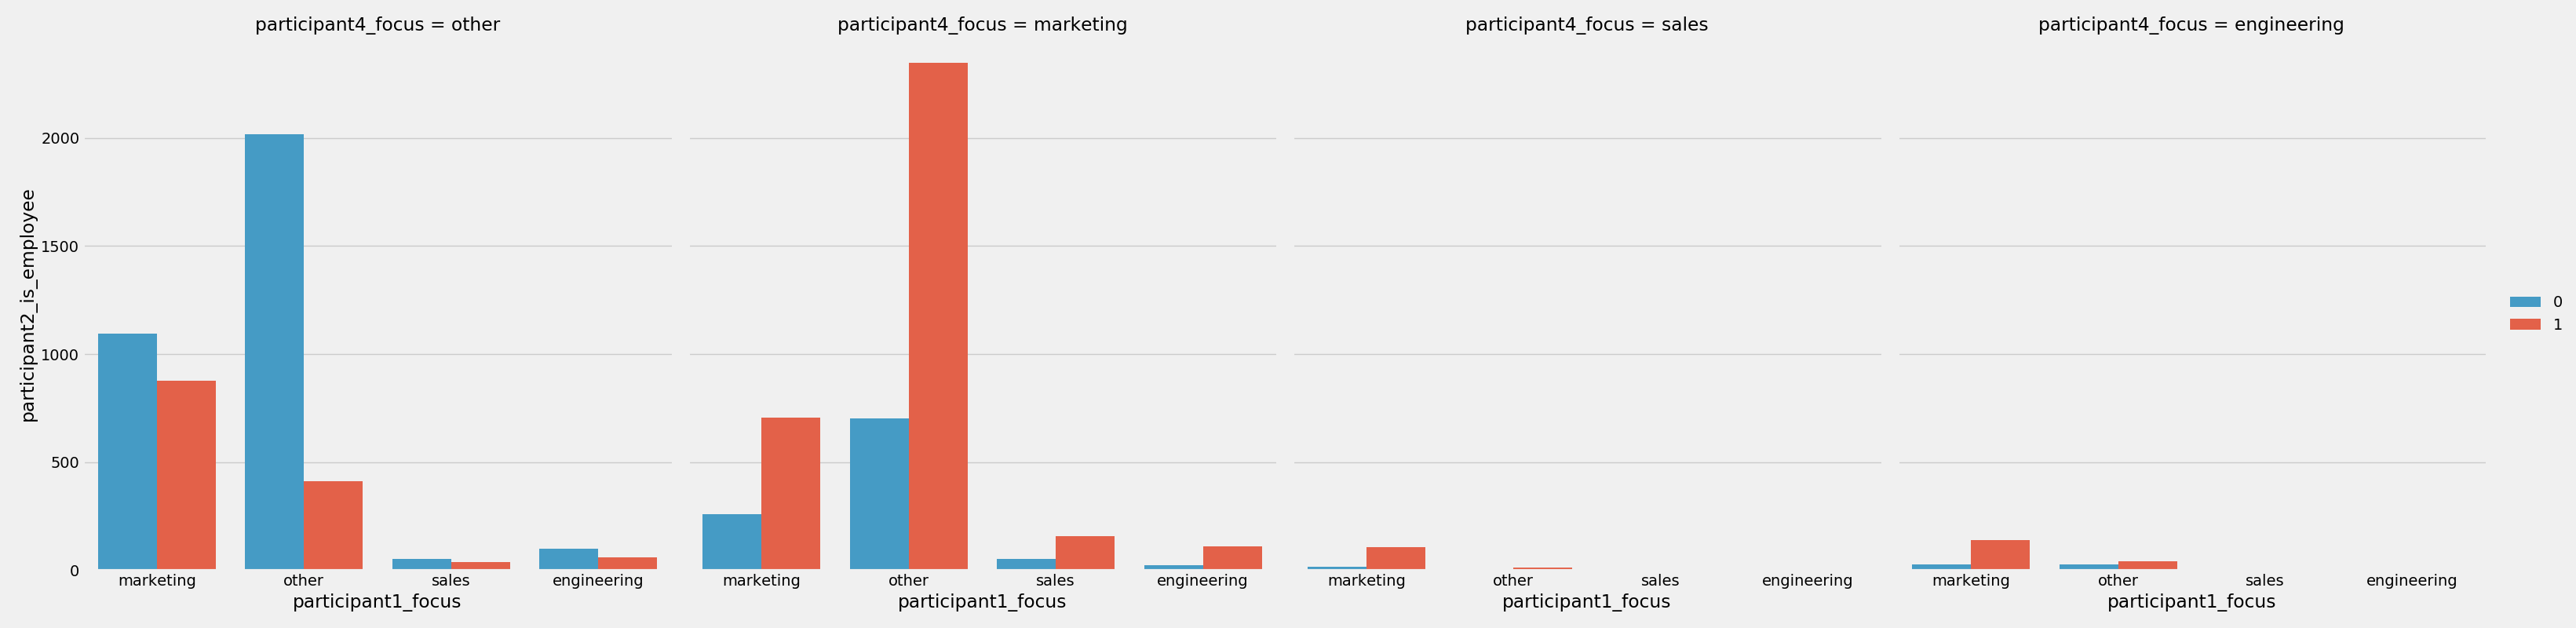 participant4_focus = other
participant4_focus = marketing
participant4_focus = sales
participant4_focus = engineering
participant2_is_employee
2000
1500
1000
500
0
marketing other sales engineering
participant1_focus
marketing other sales engineering
participant1_focus
marketing other sales engineering
participant1_focus
marketing other sales engineering
participant1_focus
0
1